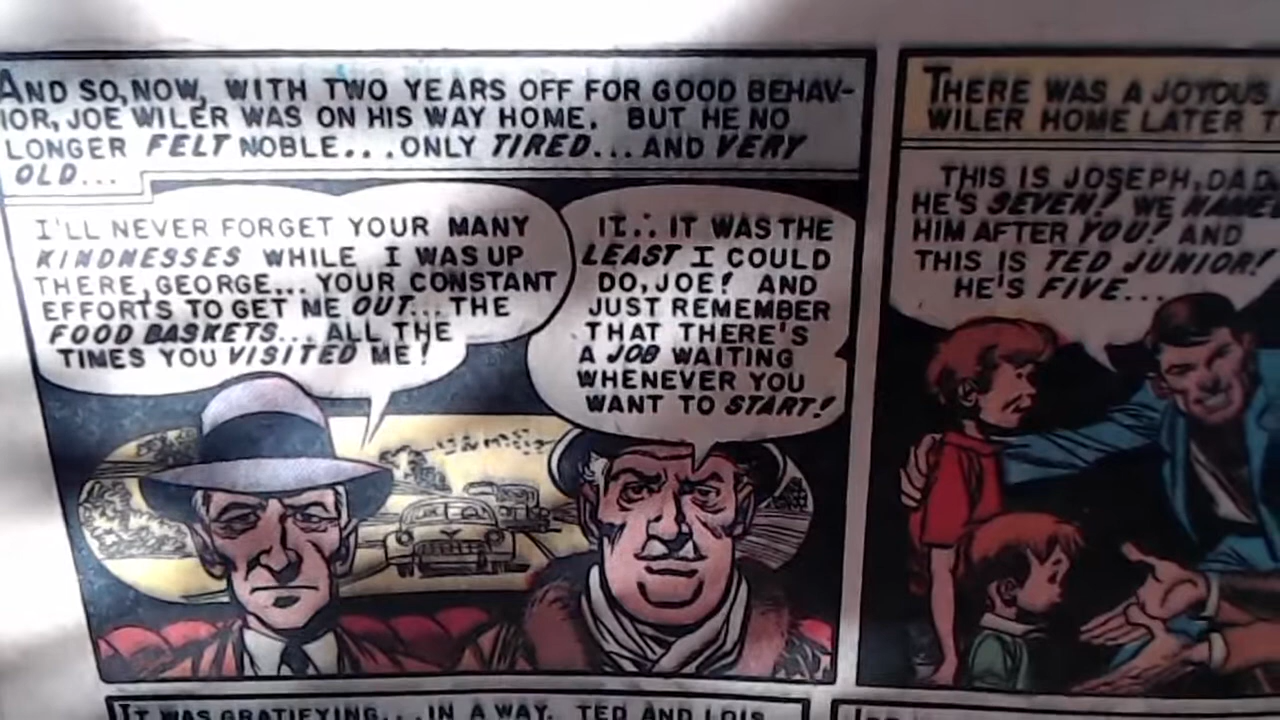 AND SO, NOW, WITH TWO YEARS OFF FOR GOOD BEHAV-
IOR, JOE WILER WAS ON HIS WAY HOME. BUT HE NO
LONGER FELT NOBLE... ONLY TIRED... AND VERY
OLD...
I'LL NEVER FORGET YOUR MANY
KINDNESSES WHILE I WAS UP
THERE, GEORGE... YOUR CONSTANT
EFFORTS TO GET ME OUT... THE
FOOD BASKETS... ALL THE
TIMES YOU VISITED ME!
IT... IT WAS THE
LEAST I COULD
DO, JOE! AND
JUST REMEMBER
THAT THERE'S
A JOB WAITING
WHENEVER YOU
WANT TO START!
THERE WAS A JOYOUS
WILER HOME LATER
THIS IS JOSEPH, DAD.
HE'S SEVEN! WE NAMED
HIM AFTER YOU! AND
THIS IS TED JUNIOR!
HE'S FIVE...
IT WAS GRATIFYING... IN A WAY. TED AND LOIS